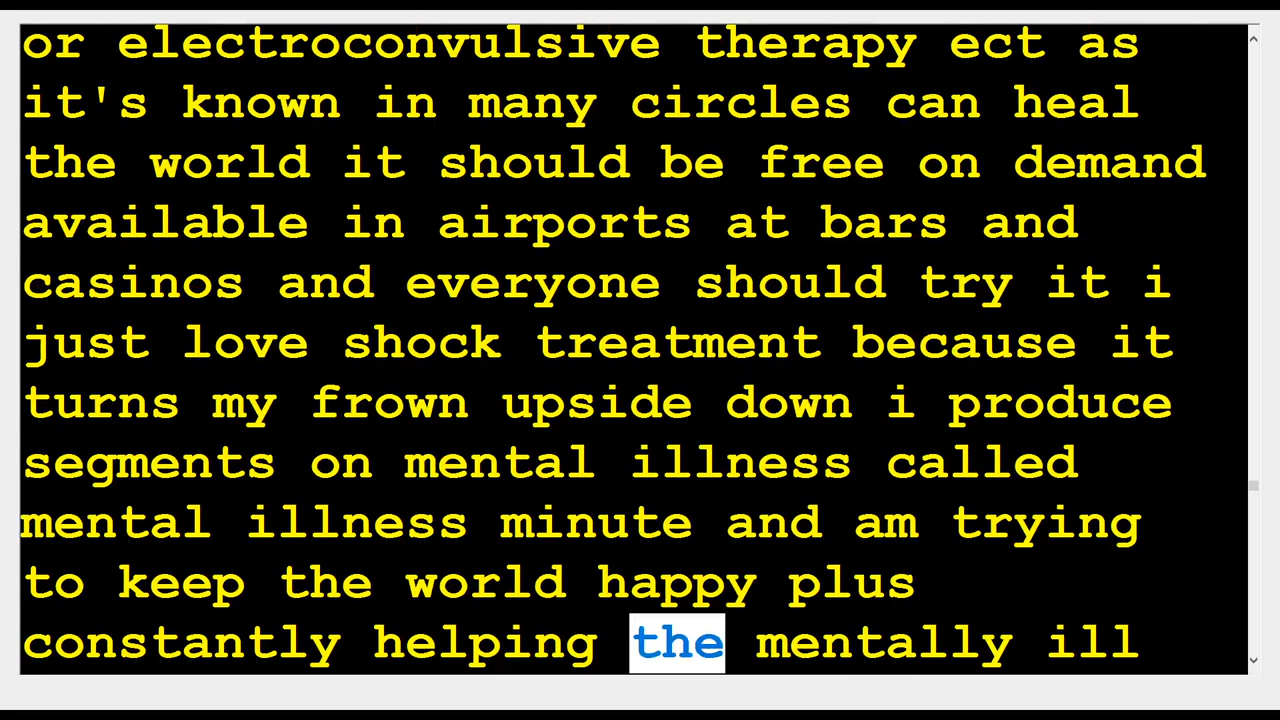 or electroconvulsive therapy ect as
it's known in many circles can heal
the world it should be free on demand
available in airports at bars and
casinos and everyone should try it i
just love shock treatment because it
turns my frown upside down i produce
segments on mental illness called
mental illness minute and am trying
to keep the world happy plus
constantly helping the mentally ill